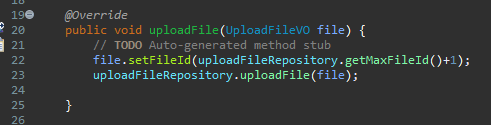 19 @Override
20 public void uploadFile(UploadFileVO file) {
21 // TODO Auto-generated method stub
22 file.setFileId(uploadFileRepository.getMaxFileId()+1);
23 uploadFileRepository.uploadFile(file);
24
25 }